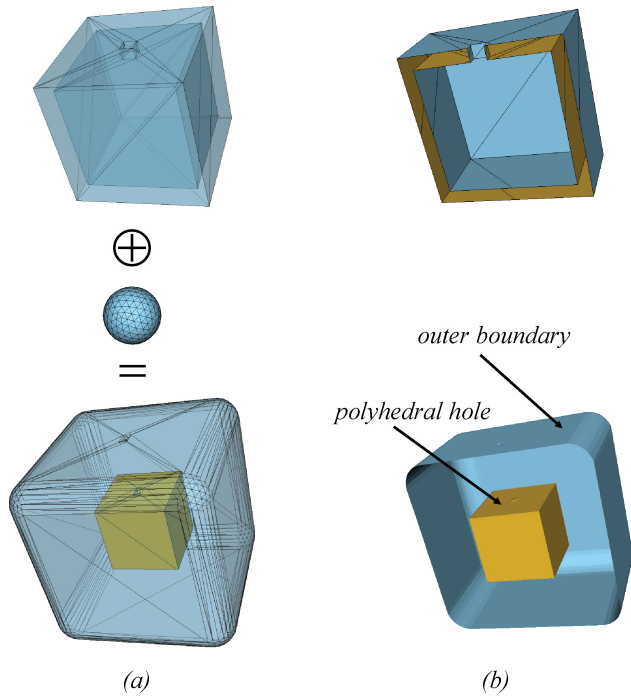 ⊕
=
outer boundary
polyhedral hole
(a)
(b)